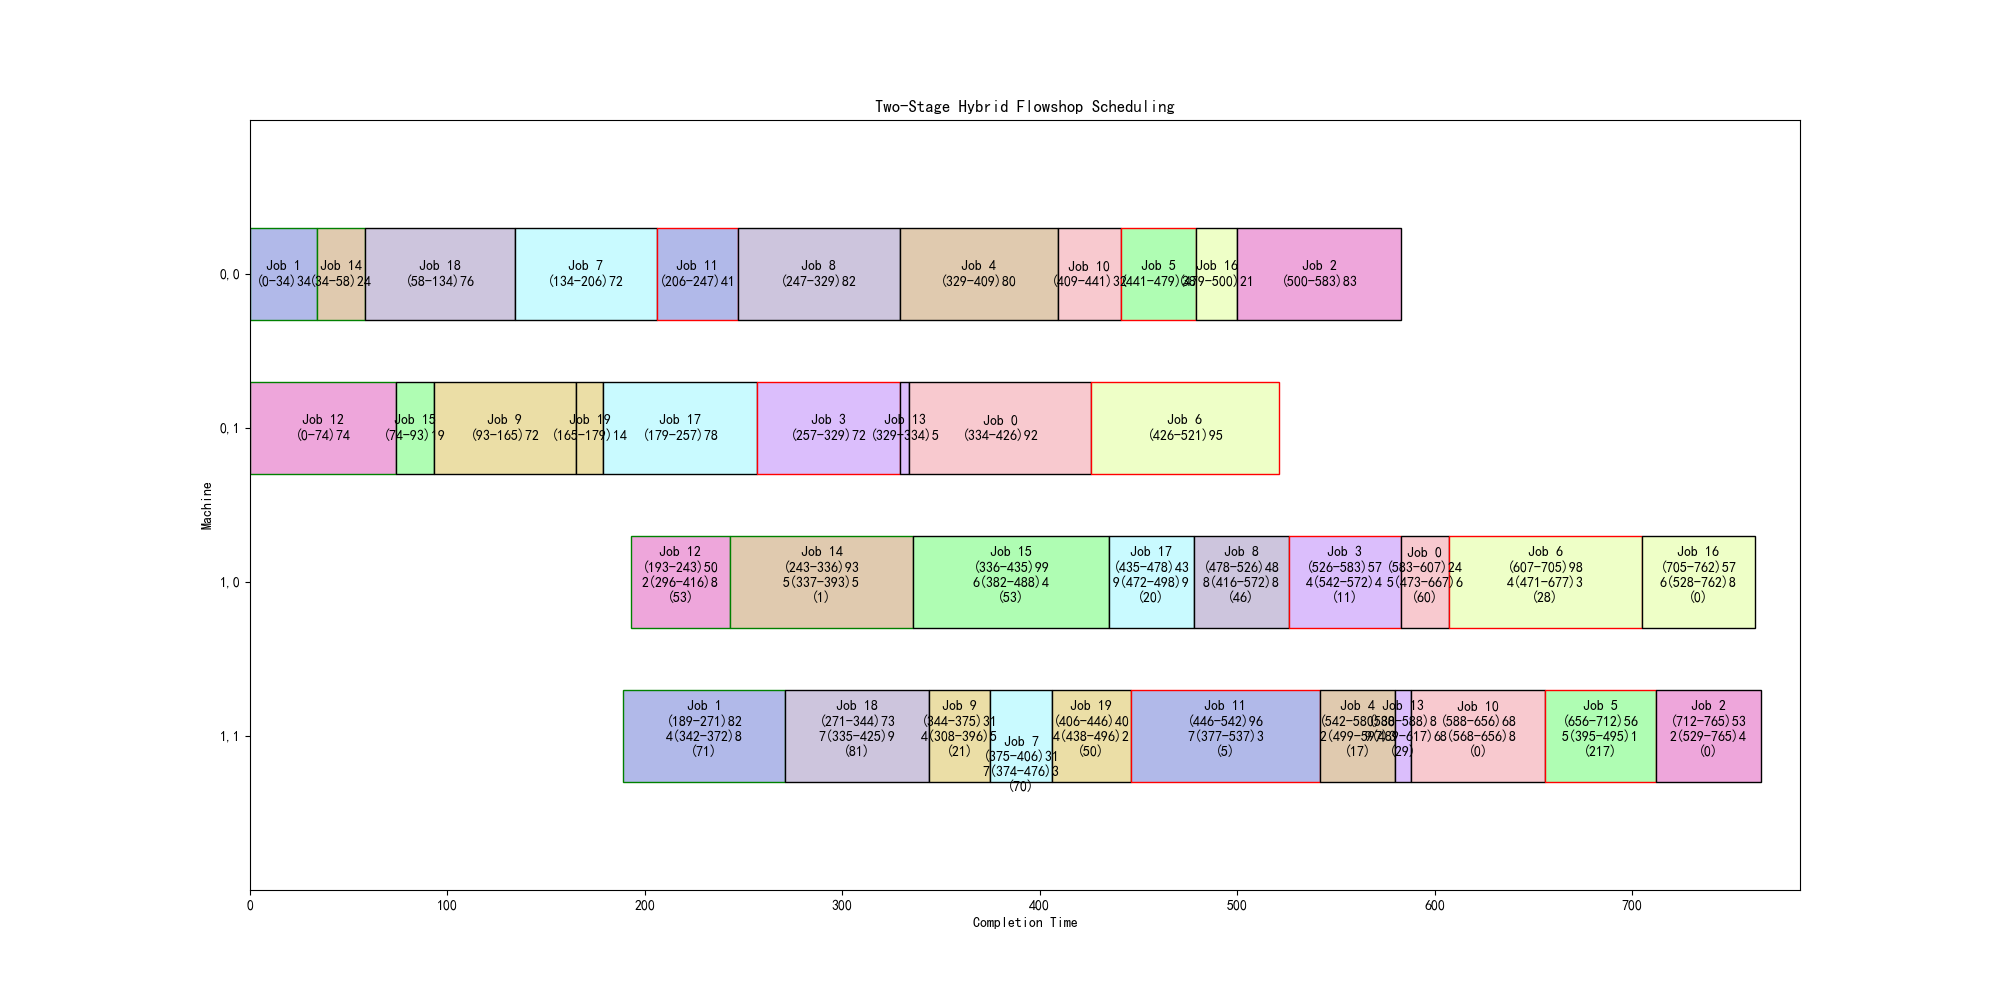 Two-Stage Hybrid Flowshop Scheduling
0,0
Job 1
(0-34)34
Job 14
(34-58)24
Job 18
(58-134)76
Job 7
(134-206)72
Job 11
(206-247)41
Job 8
(247-329)82
Job 4
(329-409)80
Job 10
(409-441)32
Job 5
(441-479)38
Job 16
(479-500)21
Job 2
(500-583)83
0,1
Job 12
(0-74)74
Job 15
(74-93)19
Job 9
(93-165)72
Job 19
(165-179)14
Job 17
(179-257)78
Job 3
(257-329)72
Job 13
(329-334)5
Job 0
(334-426)92
Job 6
(426-521)95
Machine
1,0
Job 12
(193-243)50
2(296-416)8
(53)
Job 14
(243-336)93
5(337-393)5
(1)
Job 15
(336-435)99
6(382-488)4
(53)
Job 17
(435-478)43
9(472-498)9
(20)
Job 8
(478-526)48
8(416-572)8
(46)
Job 3
(526-583)57
4(542-572)4
(11)
Job 0
(583-607)24
5(473-667)6
(60)
Job 6
(607-705)98
4(471-677)3
(28)
Job 16
(705-762)57
6(528-762)8
(0)
1,1
Job 1
(189-271)82
4(342-372)8
(71)
Job 18
(271-344)73
7(335-425)9
(81)
Job 9
(344-375)31
4(308-396)5
(21)
Job 7
(375-406)31
7(374-476)3
(70)
Job 19
(406-446)40
4(438-496)2
(50)
Job 11
(446-542)96
7(377-537)3
(5)
Job 4
(542-580)38
(17)
Job 13
(580-588)8
(29)
Job 10
(588-656)68
8(568-656)8
(0)
Job 5
(656-712)56
5(395-495)1
(217)
Job 2
(712-765)53
2(529-765)4
(0)
0
100
200
300
400
500
600
700
Completion Time